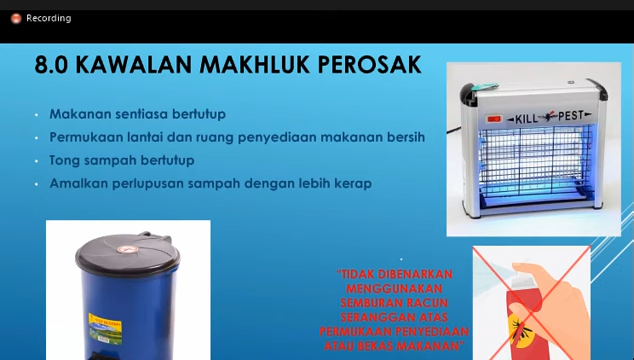 Recording
8.0 KAWALAN MAKHLUK PEROSAK
• Makanan sentiasa bertutup
• Permukaan lantai dan ruang penyediaan makanan bersih
• Tong sampah bertutup
• Amalkan perlupusan sampah dengan lebih kerap
KILL PEST
"TIDAK DIBENARKAN
MENGGUNAKAN
SEMBURAN RACUN
SERANGGAN ATAS
PERMUKAAN PENYEDIAAN
ATAU BEKAS MAKANAN"